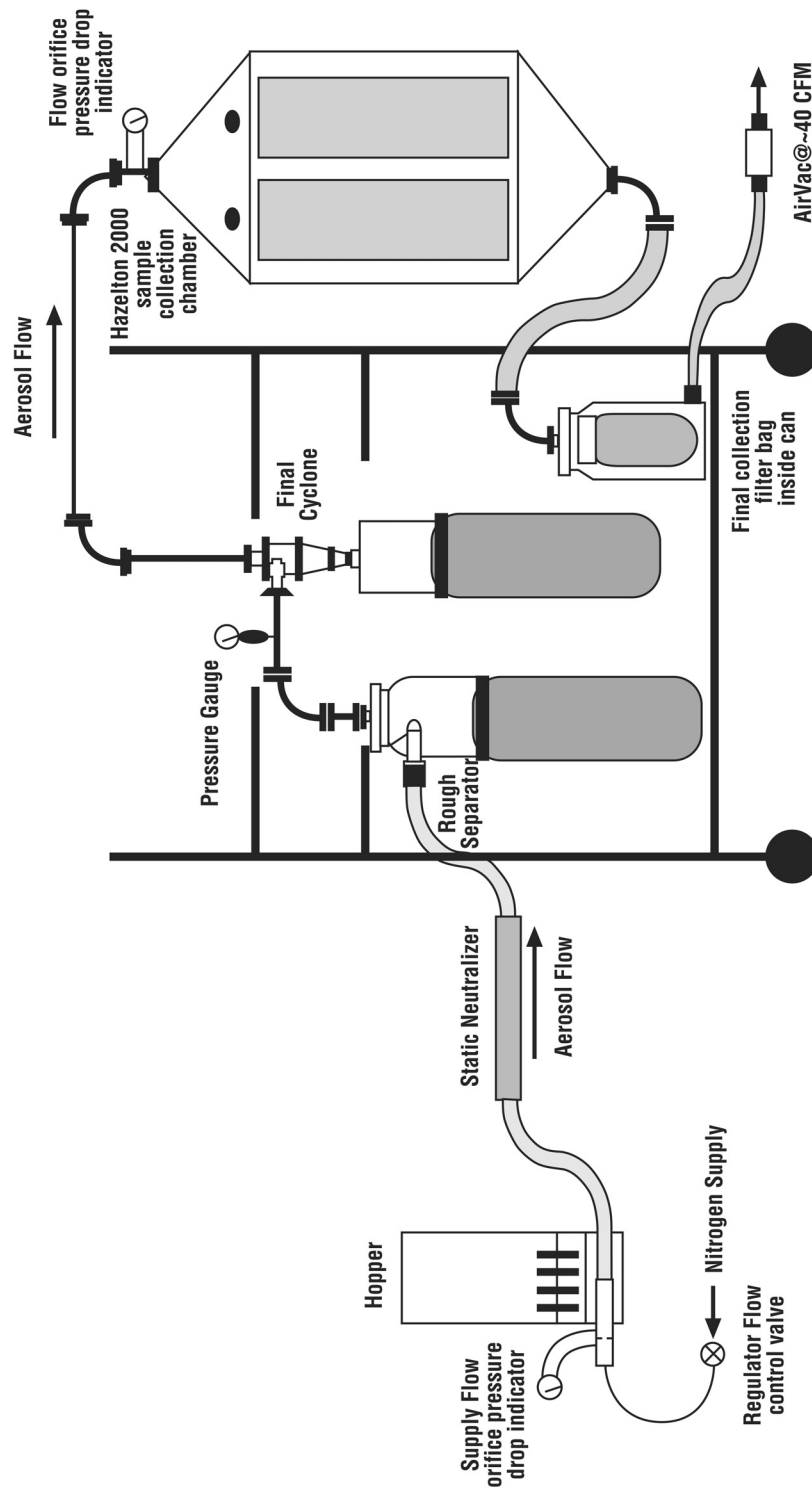 Supply Flow
orifice pressure
drop indicator
Hopper
Regulator Flow
control valve
Nitrogen Supply
Static Neutralizer
Aerosol Flow
Rough
Separator
Pressure Gauge
Final
Cyclone
Aerosol Flow
Hazelton 2000
sample
collection
chamber
Flow orifice
pressure drop
indicator
Final collection
filter bag
inside can
AirVac@~40 CFM